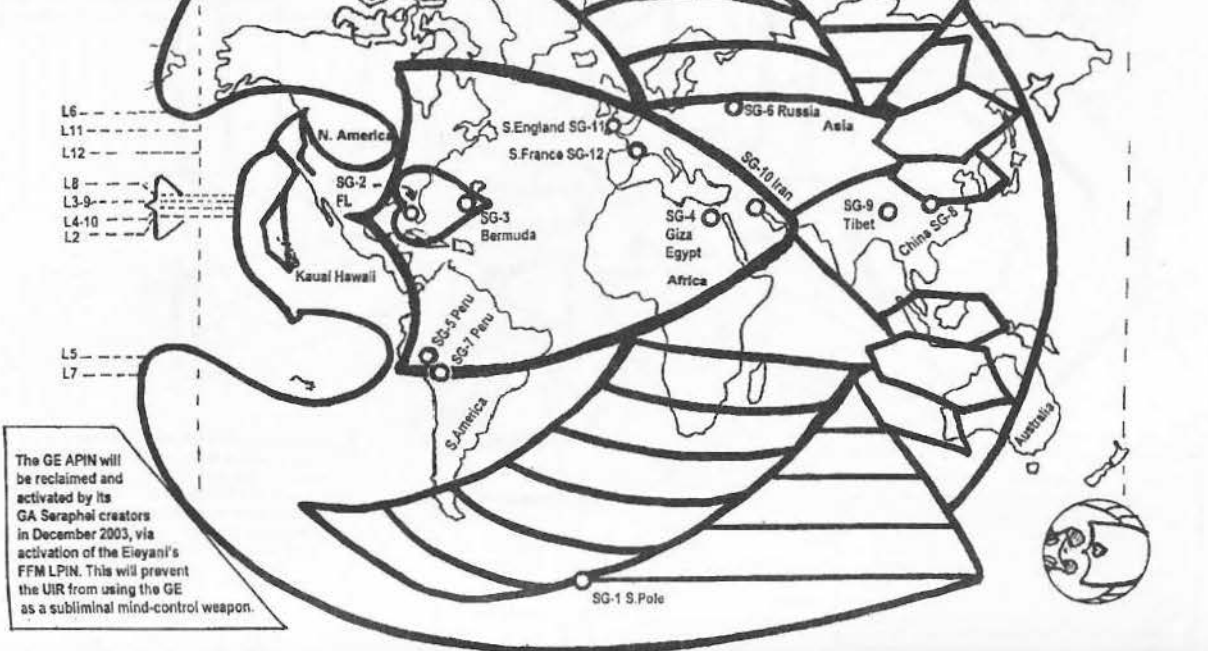 L6
L11
L12
L8
L3-9
L4-10
L2
L5
L7
N. America
SG-2
FL
SG-3
Bermuda
Kauai Hawaii
S.England SG-11
S.France SG-12
SG-6 Russia
Asia
SG-10 Iran
SG-4
Giza
Egypt
Africa
SG-9
Tibet
China SG-8
SG-5 Peru
SG-7 Peru
S.America
Australia
SG-1 S.Pole
The GE APIN will
be reclaimed and
activated by its
GA Seraphei creators
in December 2003, via
activation of the Eieyani's
FFM LPIN. This will prevent
the UIR from using the GE
as a subliminal mind-control weapon.